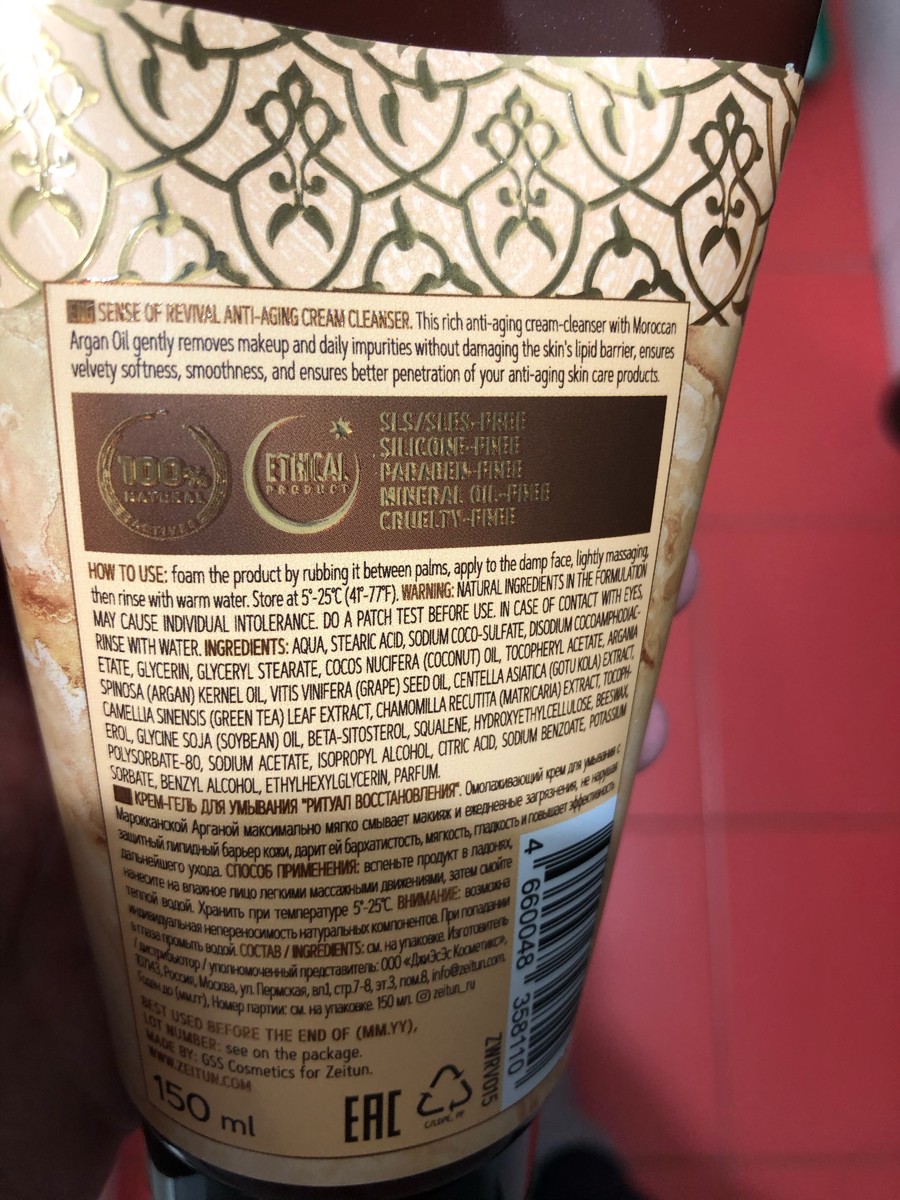 SENSE OF REVIVAL ANTI-AGING CREAM CLEANSER. This rich anti-aging cream-cleanser with Moroccan
Argan Oil gently removes makeup and daily impurities without damaging the skin's lipid barrier, ensures
velvety softness, smoothness, and ensures better penetration of your anti-aging skin care products.
100%
NATURAL
ACTIVES
ETHICAL
PRODUCT
SLS/SLES-FREE
SILICONE-FREE
PARABEN-FREE
MINERAL OIL-FREE
CRUELTY-FREE
HOW TO USE: foam the product by rubbing it between palms, apply to the damp face, lightly massaging,
then rinse with warm water. Store at 5°-25°C (41°-77°F). WARNING: NATURAL INGREDIENTS IN THE FORMULATION
MAY CAUSE INDIVIDUAL INTOLERANCE. DO A PATCH TEST BEFORE USE. IN CASE OF CONTACT WITH EYES,
RINSE WITH WATER. INGREDIENTS: AQUA, STEARIC ACID, SODIUM COCO-SULFATE, DISODIUM COCOAMPHODIAC-
ETATE, GLYCERIN, GLYCERYL STEARATE, COCOS NUCIFERA (COCONUT) OIL, TOCOPHERYL ACETATE, ARGANIA
SPINOSA (ARGAN) KERNEL OIL, VITIS VINIFERA (GRAPE) SEED OIL, CENTELLA ASIATICA (GOTU KOLA) EXTRACT,
CAMELLIA SINENSIS (GREEN TEA) LEAF EXTRACT, CHAMOMILLA RECUTITA (MATRICARIA) EXTRACT, TOCOPH-
EROL, GLYCINE SOJA (SOYBEAN) OIL, BETA-SITOSTEROL, SQUALENE, HYDROXYETHYLCELLULOSE, BEESWAX,
POLYSORBATE-80, SODIUM ACETATE, ISOPROPYL ALCOHOL, CITRIC ACID, SODIUM BENZOATE, POTASSIUM
SORBATE, BENZYL ALCOHOL, ETHYLHEXYLGLYCERIN, PARFUM.
КРЕМ-ГЕЛЬ ДЛЯ УМЫВАНИЯ "РИТУАЛ ВОССТАНОВЛЕНИЯ". Омолаживающий крем для умывания с
Марокканской Арганой максимально мягко смывает макияж и ежедневные загрязнения, не нарушая
защитный липидный барьер кожи, дарит ей бархатистость, мягкость, гладкость и повышает эффективность
дальнейшего ухода. СПОСОБ ПРИМЕНЕНИЯ: вспеньте продукт в ладонях,
нанесите на влажное лицо легкими массажными движениями, затем смойте
теплой водой. Хранить при температуре 5°-25°С. ВНИМАНИЕ: возможна
индивидуальная непереносимость натуральных компонентов. При попадании
в глаза промыть водой. СОСТАВ / INGREDIENTS: см. на упаковке. Изготовитель
/ дистрибьютор / уполномоченный представитель: ООО «ДжиЭсЭс Косметикс»,
107143, Россия, Москва, ул. Пермская, вл1, стр.7-8, эт.3, пом.8, info@zeitun.com.
Годен до (мм.гг), Номер партии: см. на упаковке. 150 мл. zeitun_ru
BEST USED BEFORE THE END OF (MM.YY),
LOT NUMBER: see on the package.
MADE BY: GSS Cosmetics for Zeitun.
WWW.ZEITUN.COM
150 ml
EAC
C/LDPE, PP
ZWRV015
4 660048 358110